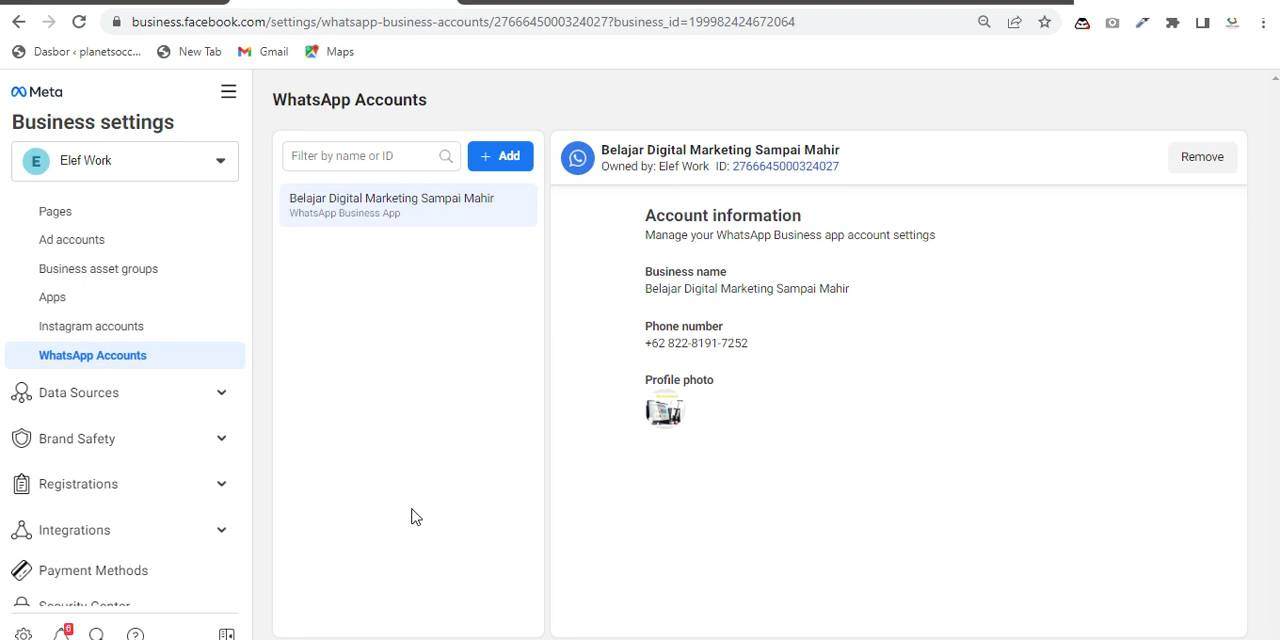 business.facebook.com/settings/whatsapp-business-accounts/2766645000324027?business_id=199982424672064
Dasbor ‹ planetsocc...
New Tab
Gmail
Maps
Meta
Business settings
E
Elef Work
Pages
Ad accounts
Business asset groups
Apps
Instagram accounts
WhatsApp Accounts
Data Sources
Brand Safety
Registrations
Integrations
Payment Methods
Security Center
6
WhatsApp Accounts
Filter by name or ID
+ Add
Belajar Digital Marketing Sampai Mahir
WhatsApp Business App
Belajar Digital Marketing Sampai Mahir
Owned by: Elef Work ID: 2766645000324027
Remove
Account information
Manage your WhatsApp Business app account settings
Business name
Belajar Digital Marketing Sampai Mahir
Phone number
+62 822-8191-7252
Profile photo